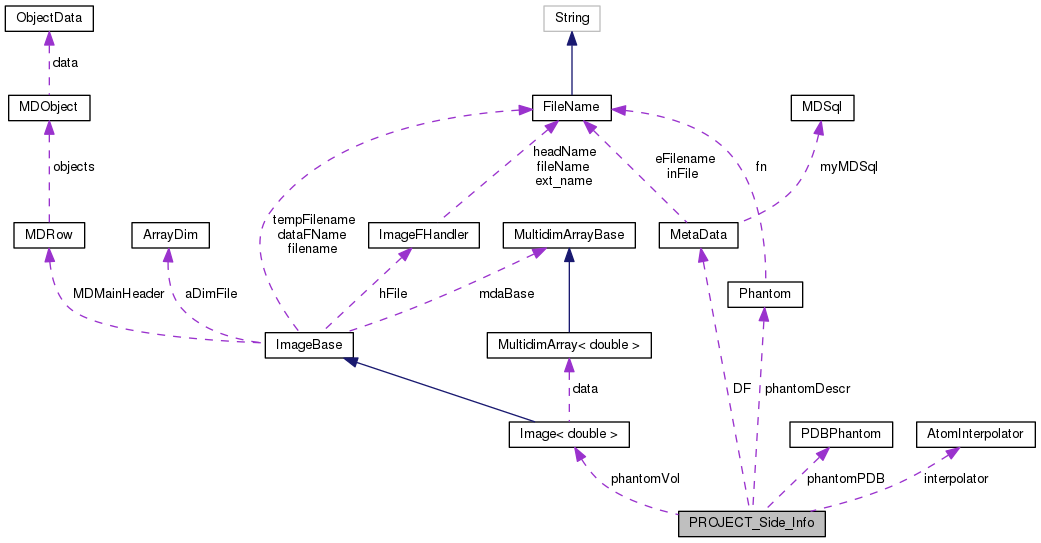 ObjectData
String
data
MDObject
FileName
MDSql
objects
headName
fileName
ext_name
eFilename
inFile
fn
myMDSql
tempFilename
dataFName
filename
MDRow
ArrayDim
ImageFHandler
MultidimArrayBase
MetaData
MDMainHeader
aDimFile
hFile
mdaBase
Phantom
ImageBase
MultidimArray< double >
data
DF
phantomDescr
Image< double >
PDBPhantom
AtomInterpolator
phantomVol
phantomPDB
interpolator
PROJECT_Side_Info